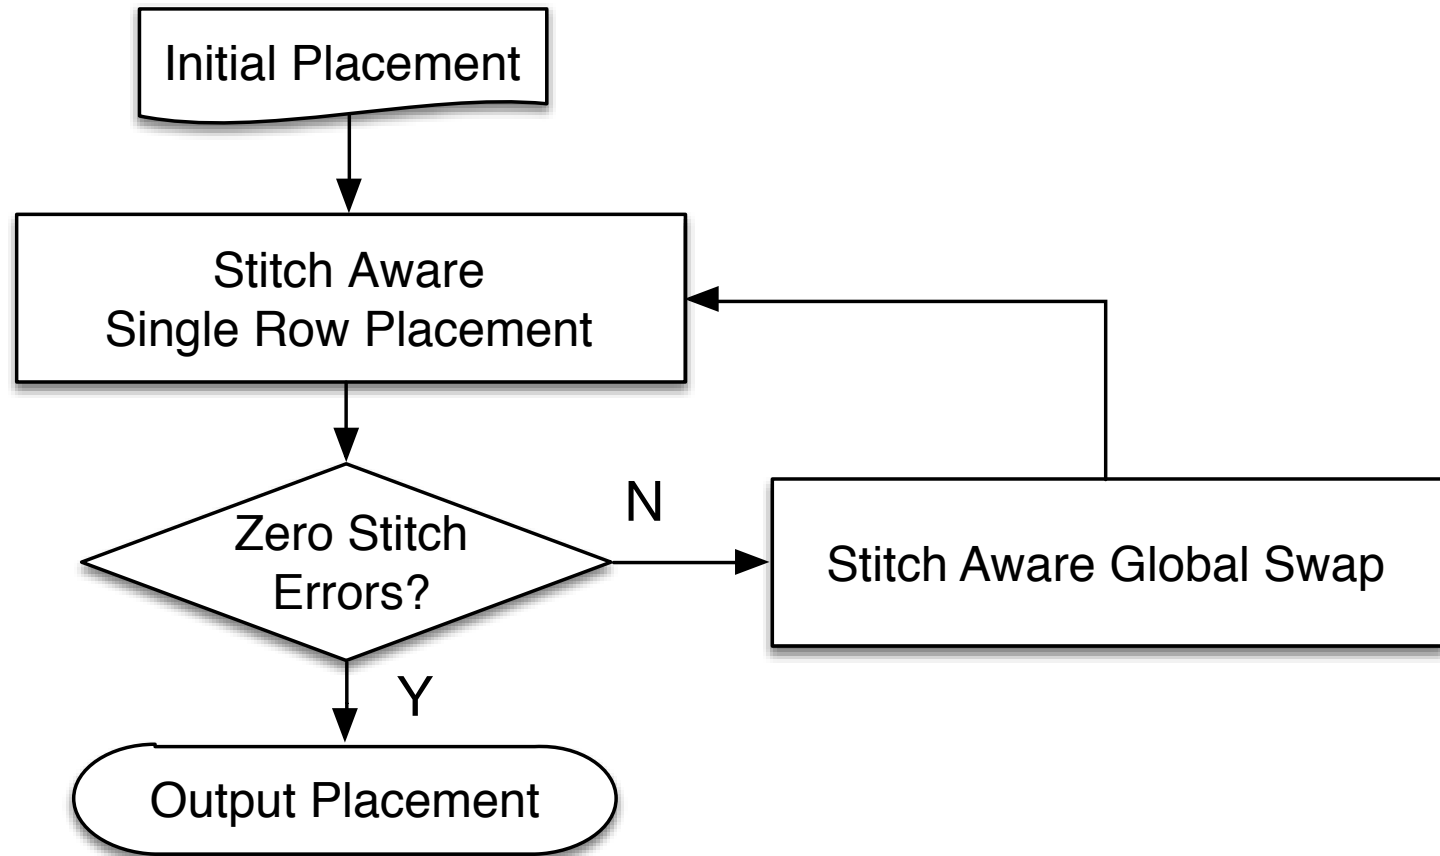 Initial Placement
Stitch Aware
Single Row Placement
Zero Stitch
Errors?
N
Stitch Aware Global Swap
Y
Output Placement